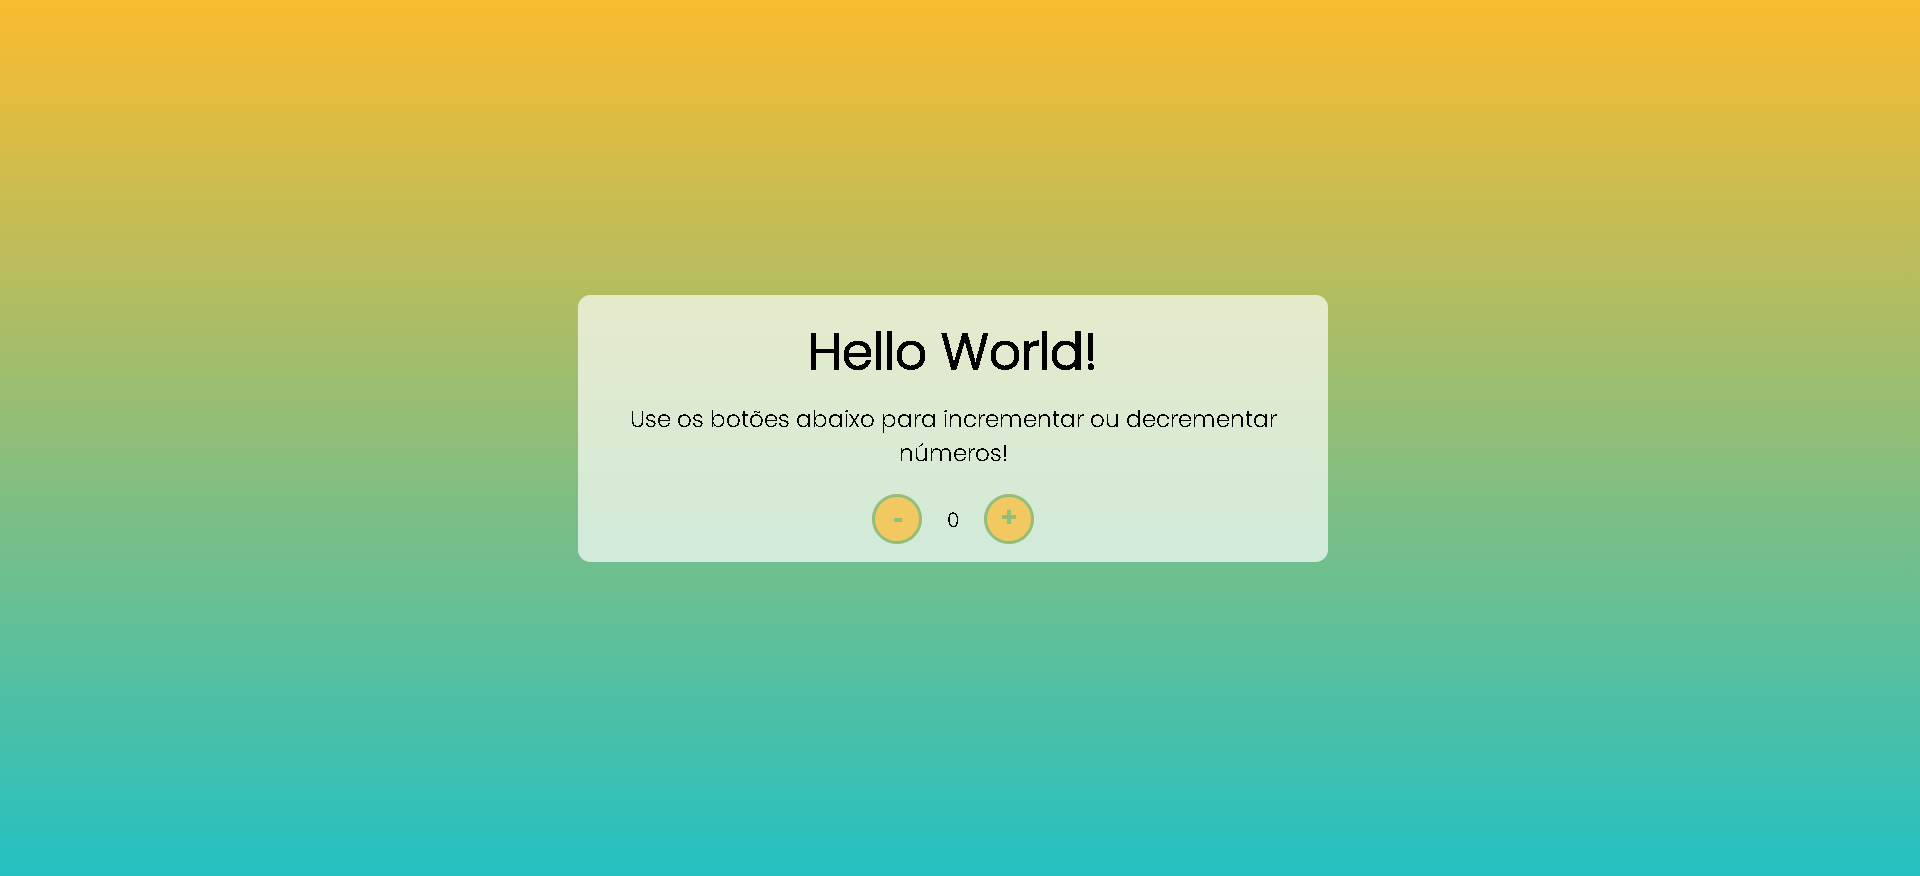 Hello World!
Use os botões abaixo para incrementar ou decrementar
números!
- 0 +